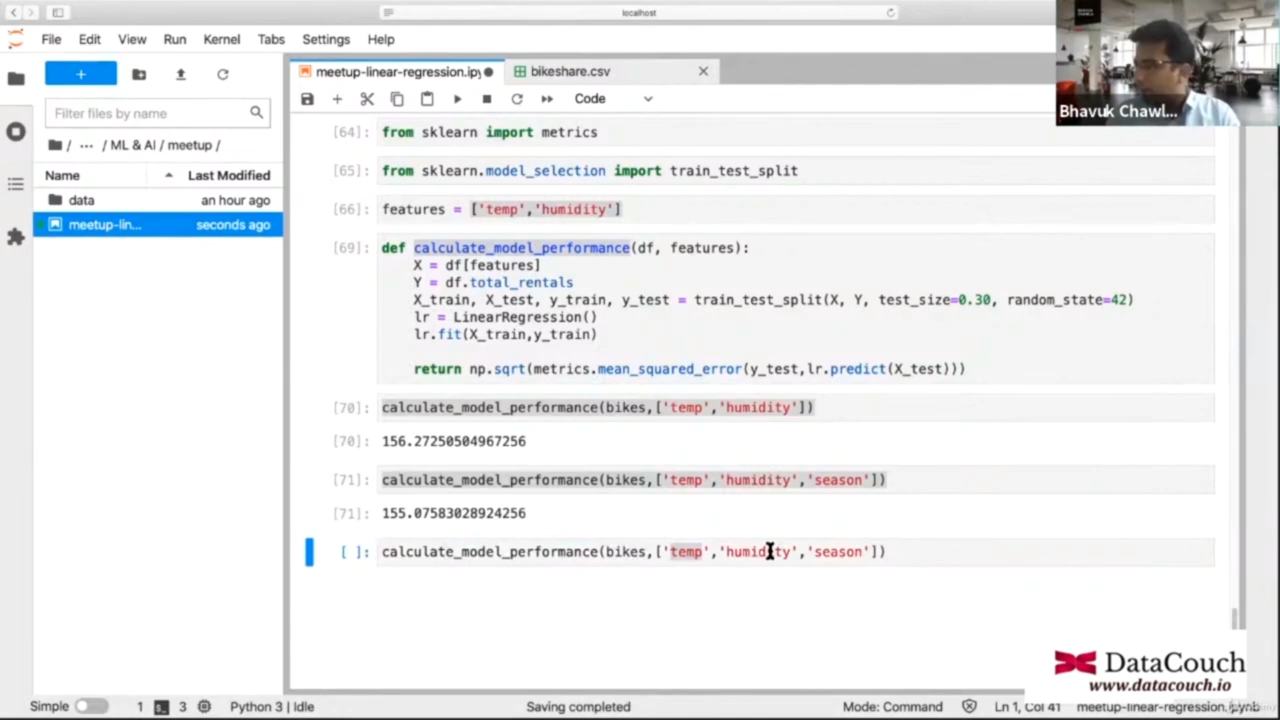 localhost
File Edit View Run Kernel Tabs Settings Help
Filter files by name
/ ··· / ML & AI / meetup /
Name Last Modified
data an hour ago
meetup-lin... seconds ago
meetup-linear-regression.ipy
bikeshare.csv
Code
Bhavuk Chawl...
[64]: from sklearn import metrics
[65]: from sklearn.model_selection import train_test_split
[66]: features = ['temp','humidity']
[69]: def calculate_model_performance(df, features):
X = df[features]
Y = df.total_rentals
X_train, X_test, y_train, y_test = train_test_split(X, Y, test_size=0.30, random_state=42)
lr = LinearRegression()
lr.fit(X_train,y_train)
return np.sqrt(metrics.mean_squared_error(y_test,lr.predict(X_test)))
[70]: calculate_model_performance(bikes,['temp','humidity'])
[70]: 156.27250504967256
[71]: calculate_model_performance(bikes,['temp','humidity','season'])
[71]: 155.07583028924256
[ ]: calculate_model_performance(bikes,['temp','humidity','season'])
DataCouch
www.datacouch.io
Simple 1 3 Python 3 | Idle Saving completed Mode: Command Ln 1, Col 41 meetup-linear-regression.ipynb